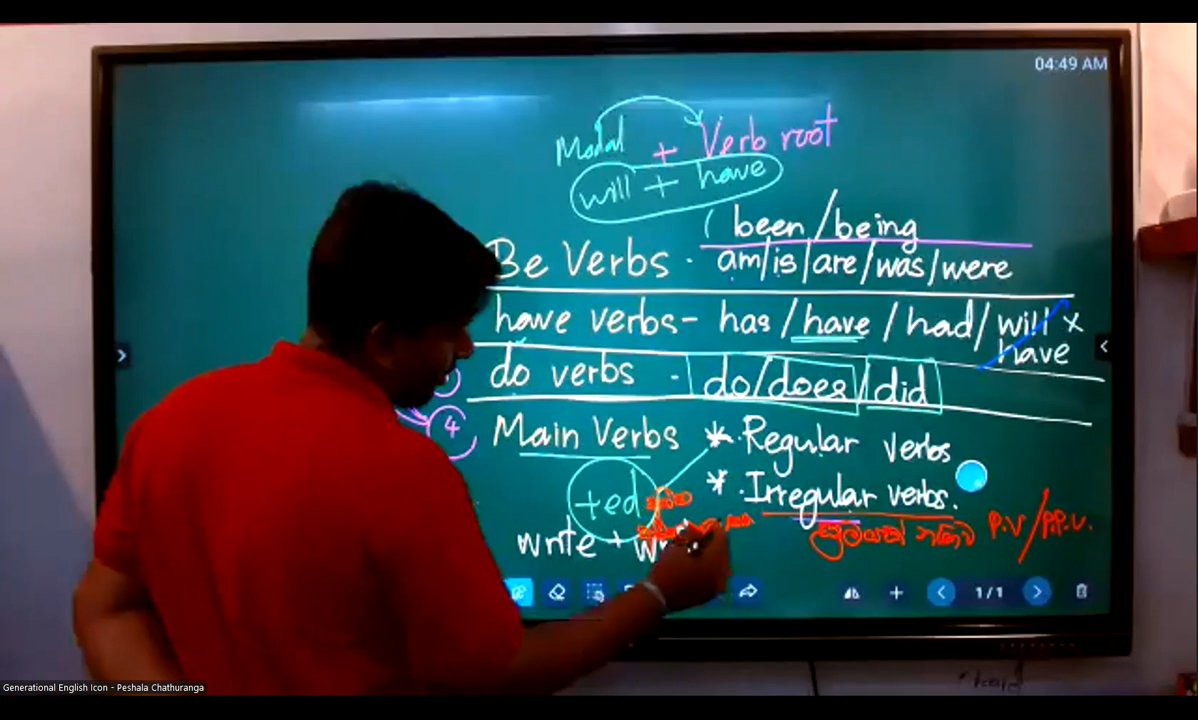 04:49 AM
Modal + Verb root
will + have
( been/being
Be Verbs. am/is/are/was/were
have verbs- has/have/had/will x
have
do verbs - do/does/did
4 Main Verbs * Regular verbs
+ed * Irregular verbs.
P.V/P.P.V.
write +
1/1
Generational English Icon - Peshala Chathuranga